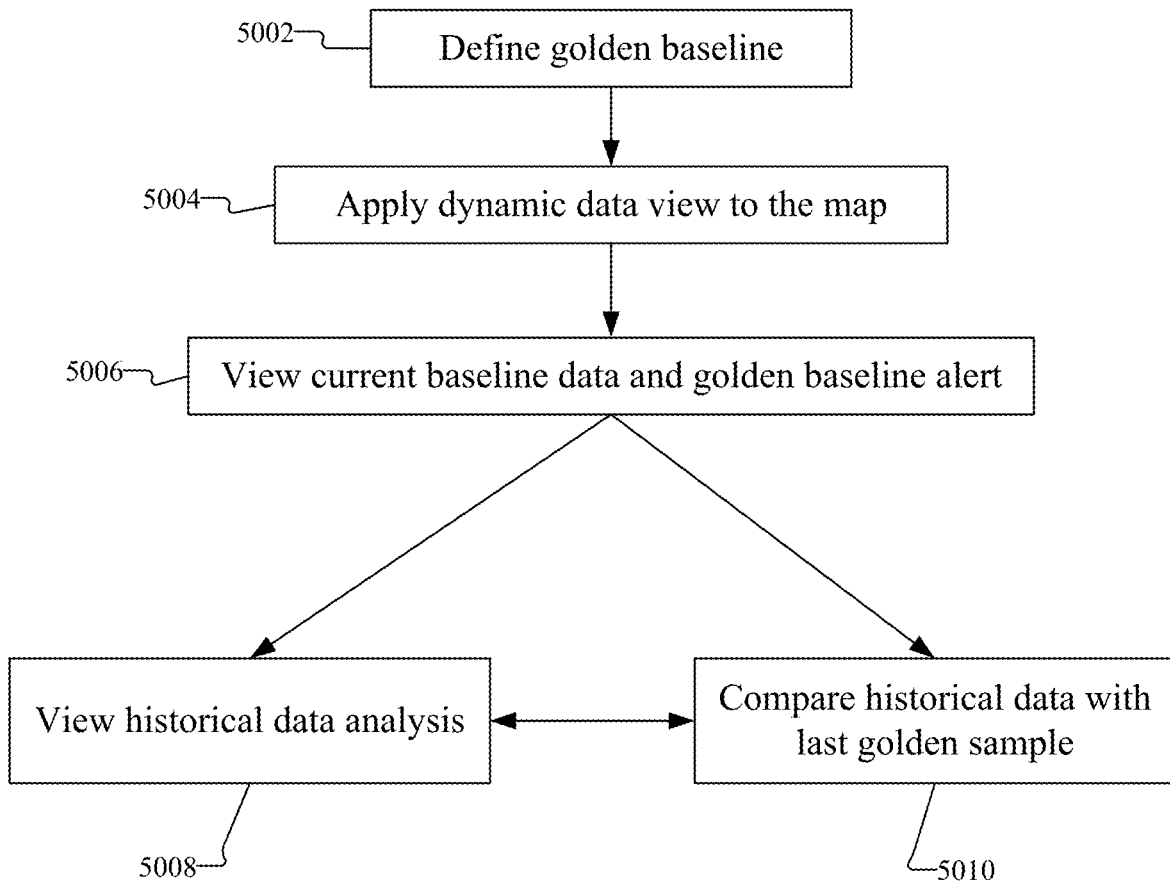 5002
Define golden baseline
5004
Apply dynamic data view to the map
5006
View current baseline data and golden baseline alert
View historical data analysis
Compare historical data with
last golden sample
5008
5010